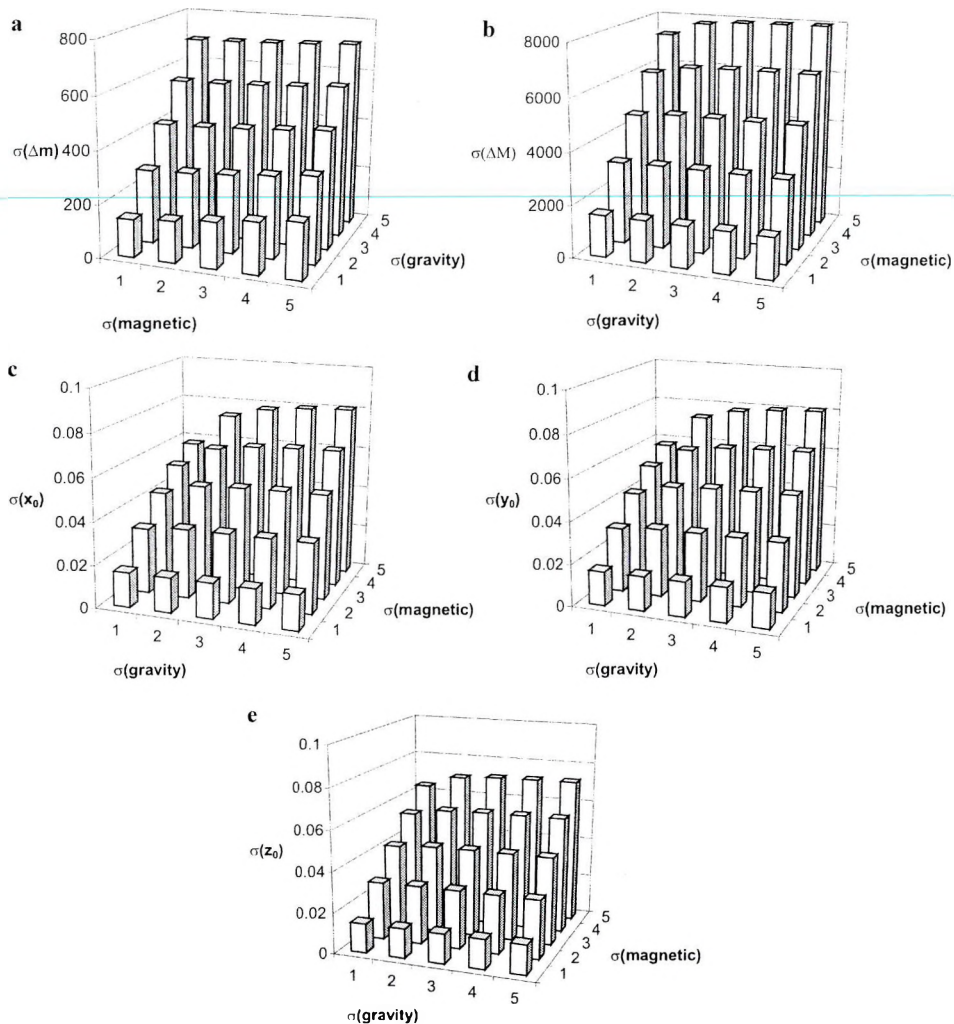 a
800
600
σ(Δm) 400
200
0
1 2 3 4 5
σ(magnetic)
1 2 3 4 5
σ(gravity)
b
8000
6000
σ(ΔM) 4000
2000
0
1 2 3 4 5
σ(gravity)
1 2 3 4 5
σ(magnetic)
c
0.1
0.08
0.06
σ(x₀)
0.04
0.02
0
1 2 3 4 5
σ(gravity)
1 2 3 4 5
σ(magnetic)
d
0.1
0.08
0.06
σ(y₀)
0.04
0.02
0
1 2 3 4 5
σ(gravity)
1 2 3 4 5
σ(magnetic)
e
0.1
0.08
0.06
σ(z₀)
0.04
0.02
0
1 2 3 4 5
σ(gravity)
1 2 3 4 5
σ(magnetic)